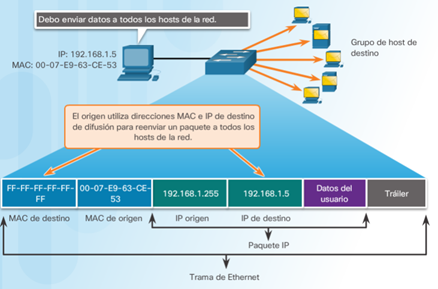 Debo enviar datos a todos los hosts de la red.
IP: 192.168.1.5
MAC: 00-07-E9-63-CE-53
Grupo de host de
destino
El origen utiliza direcciones MAC e IP de destino
de difusión para reenviar un paquete a todos los
hosts de la red.
FF-FF-FF-FF-FF-
FF
00-07-E9-63-CE-
53
192.168.1.255
192.168.1.5
Datos del
usuario
Tráiler
MAC de destino
MAC de origen
IP origen
IP de destino
Paquete IP
Trama de Ethernet